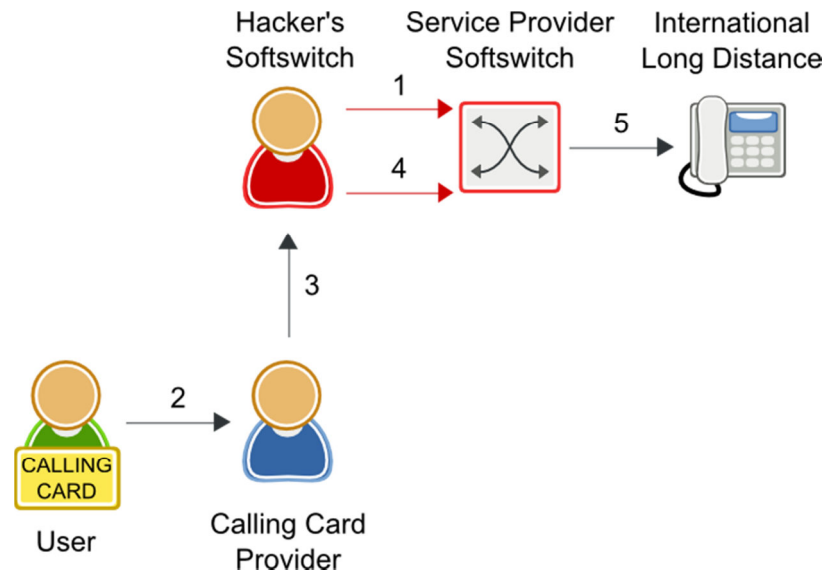 Hacker's
Softswitch
Service Provider
Softswitch
International
Long Distance
1
4
5
3
2
CALLING
CARD
User
Calling Card
Provider